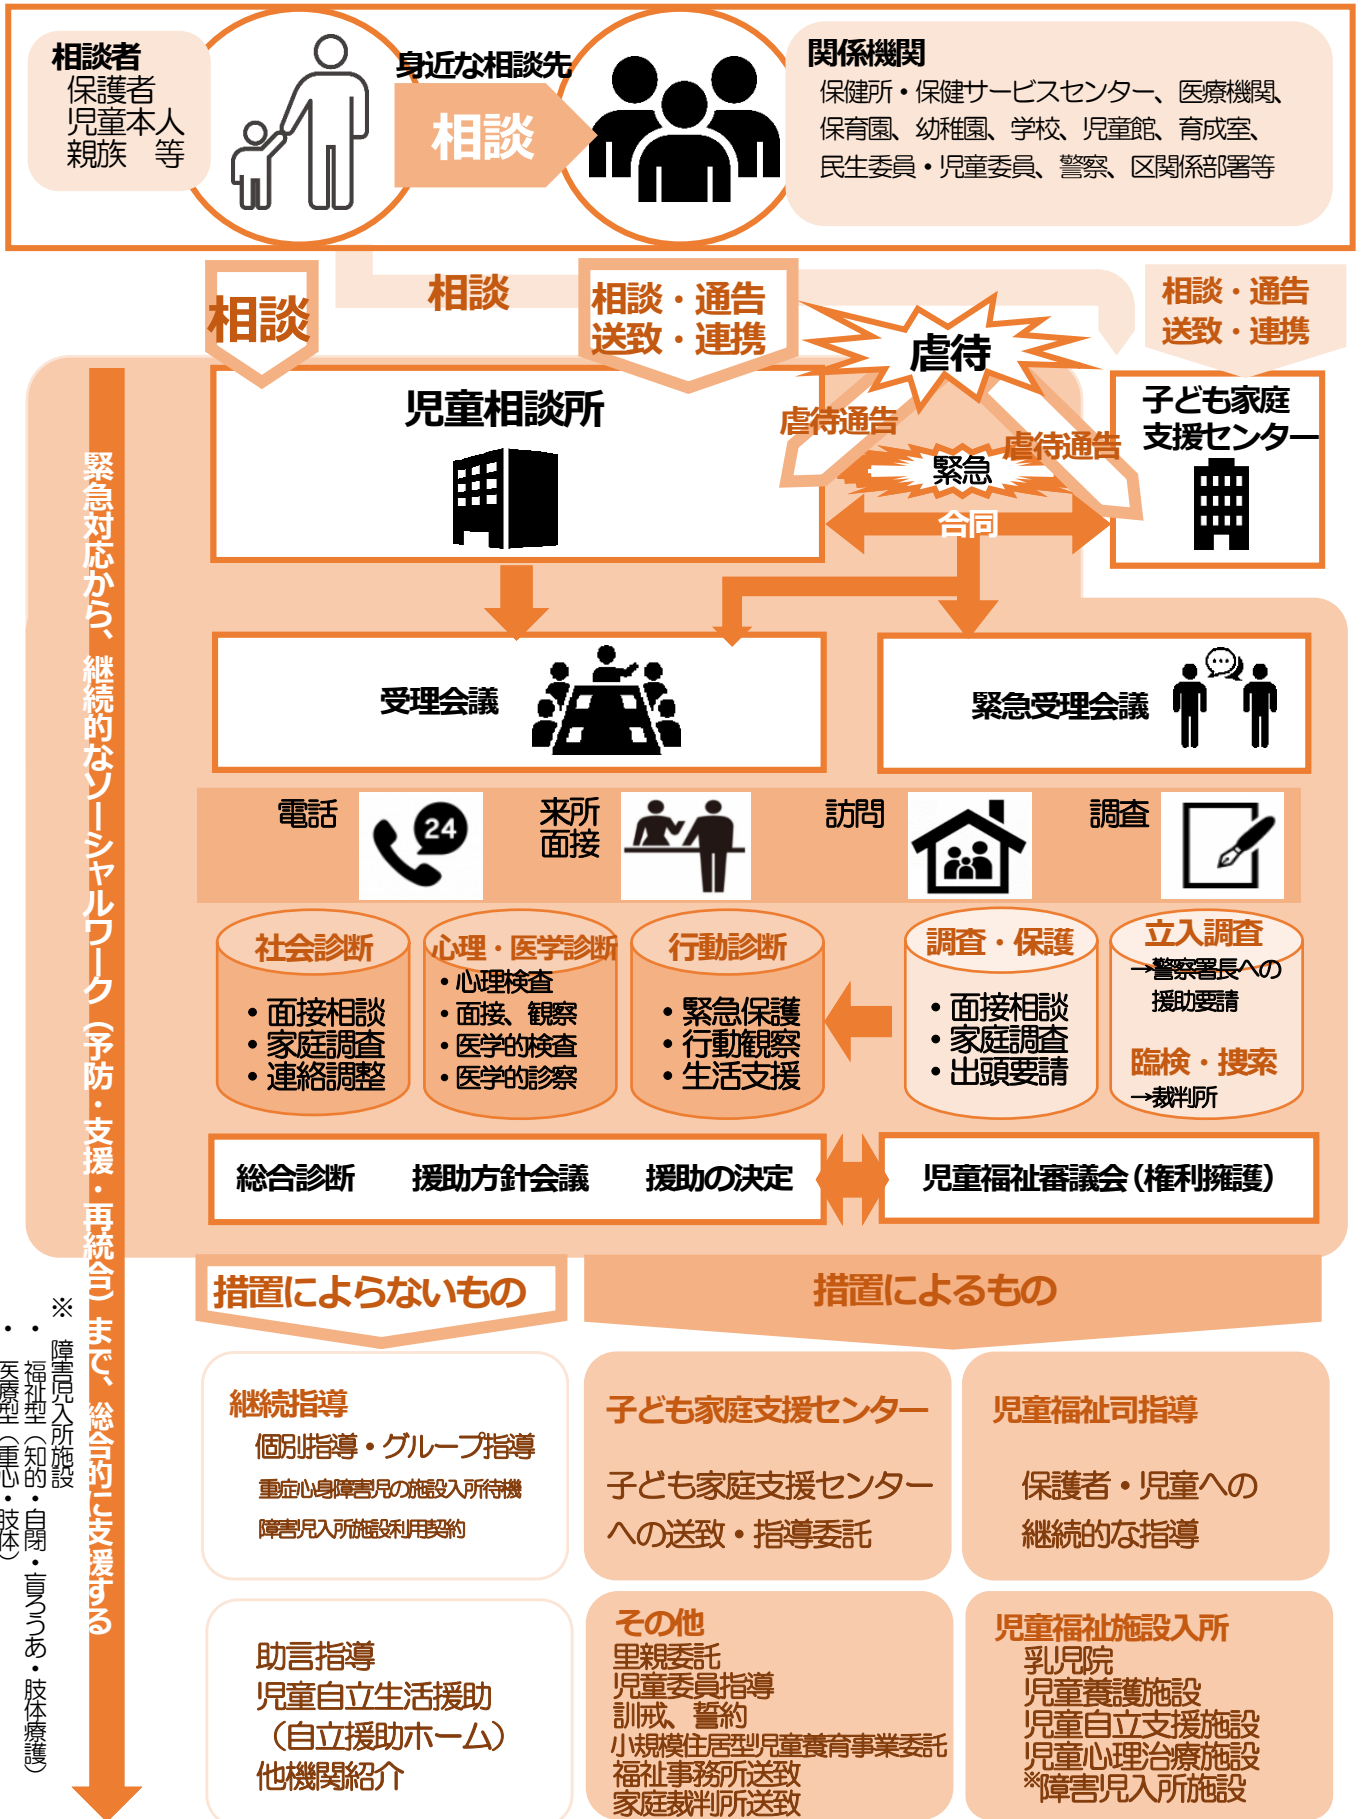 相談者
保護者
児童本人
親族　等
身近な相談先
相談
関係機関
保健所・保健サービスセンター、医療機関、
保育園、幼稚園、学校、児童館、育成室、
民生委員・児童委員、警察、区関係部署等
相談
相談
相談・通告
送致・連携
虐待
相談・通告
送致・連携
児童相談所
虐待通告
緊急
虐待通告
合同
子ども家庭
支援センター
緊急対応から、継続的なソーシャルワーク（予防・支援・再統合）まで、総合的に支援する
受理会議
緊急受理会議
電話
24
来所
面接
訪問
調査
社会診断
・面接相談
・家庭調査
・連絡調整
心理・医学診断
・心理検査
・面接、観察
・医学的検査
・医学的診察
行動診断
・緊急保護
・行動観察
・生活支援
調査・保護
・面接相談
・家庭調査
・出頭要請
立入調査
→警察署長への
援助要請
臨検・捜索
→裁判所
総合診断　援助方針会議　援助の決定
児童福祉審議会（権利擁護）
措置によらないもの
措置によるもの
継続指導
個別指導・グループ指導
重症心身障害児の施設入所待機
障害児入所施設利用契約
子ども家庭支援センター
子ども家庭支援センター
への送致・指導委託
児童福祉司指導
保護者・児童への
継続的な指導
助言指導
児童自立生活援助
（自立援助ホーム）
他機関紹介
その他
里親委託
児童委員指導
訓戒、誓約
小規模住居型児童養育事業委託
福祉事務所送致
家庭裁判所送致
児童福祉施設入所
乳児院
児童養護施設
児童自立支援施設
児童心理治療施設
※障害児入所施設
※　障害児入所施設
・　福祉型（知的・自閉・盲ろうあ・肢体療護）
・　医療型（重心・肢体）